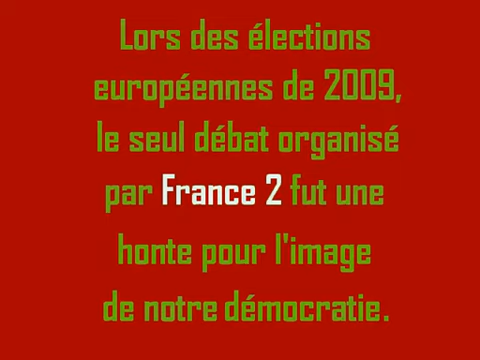 Lors des élections
européennes de 2009,
le seul débat organisé
par France 2 fut une
honte pour l'image
de notre démocratie.